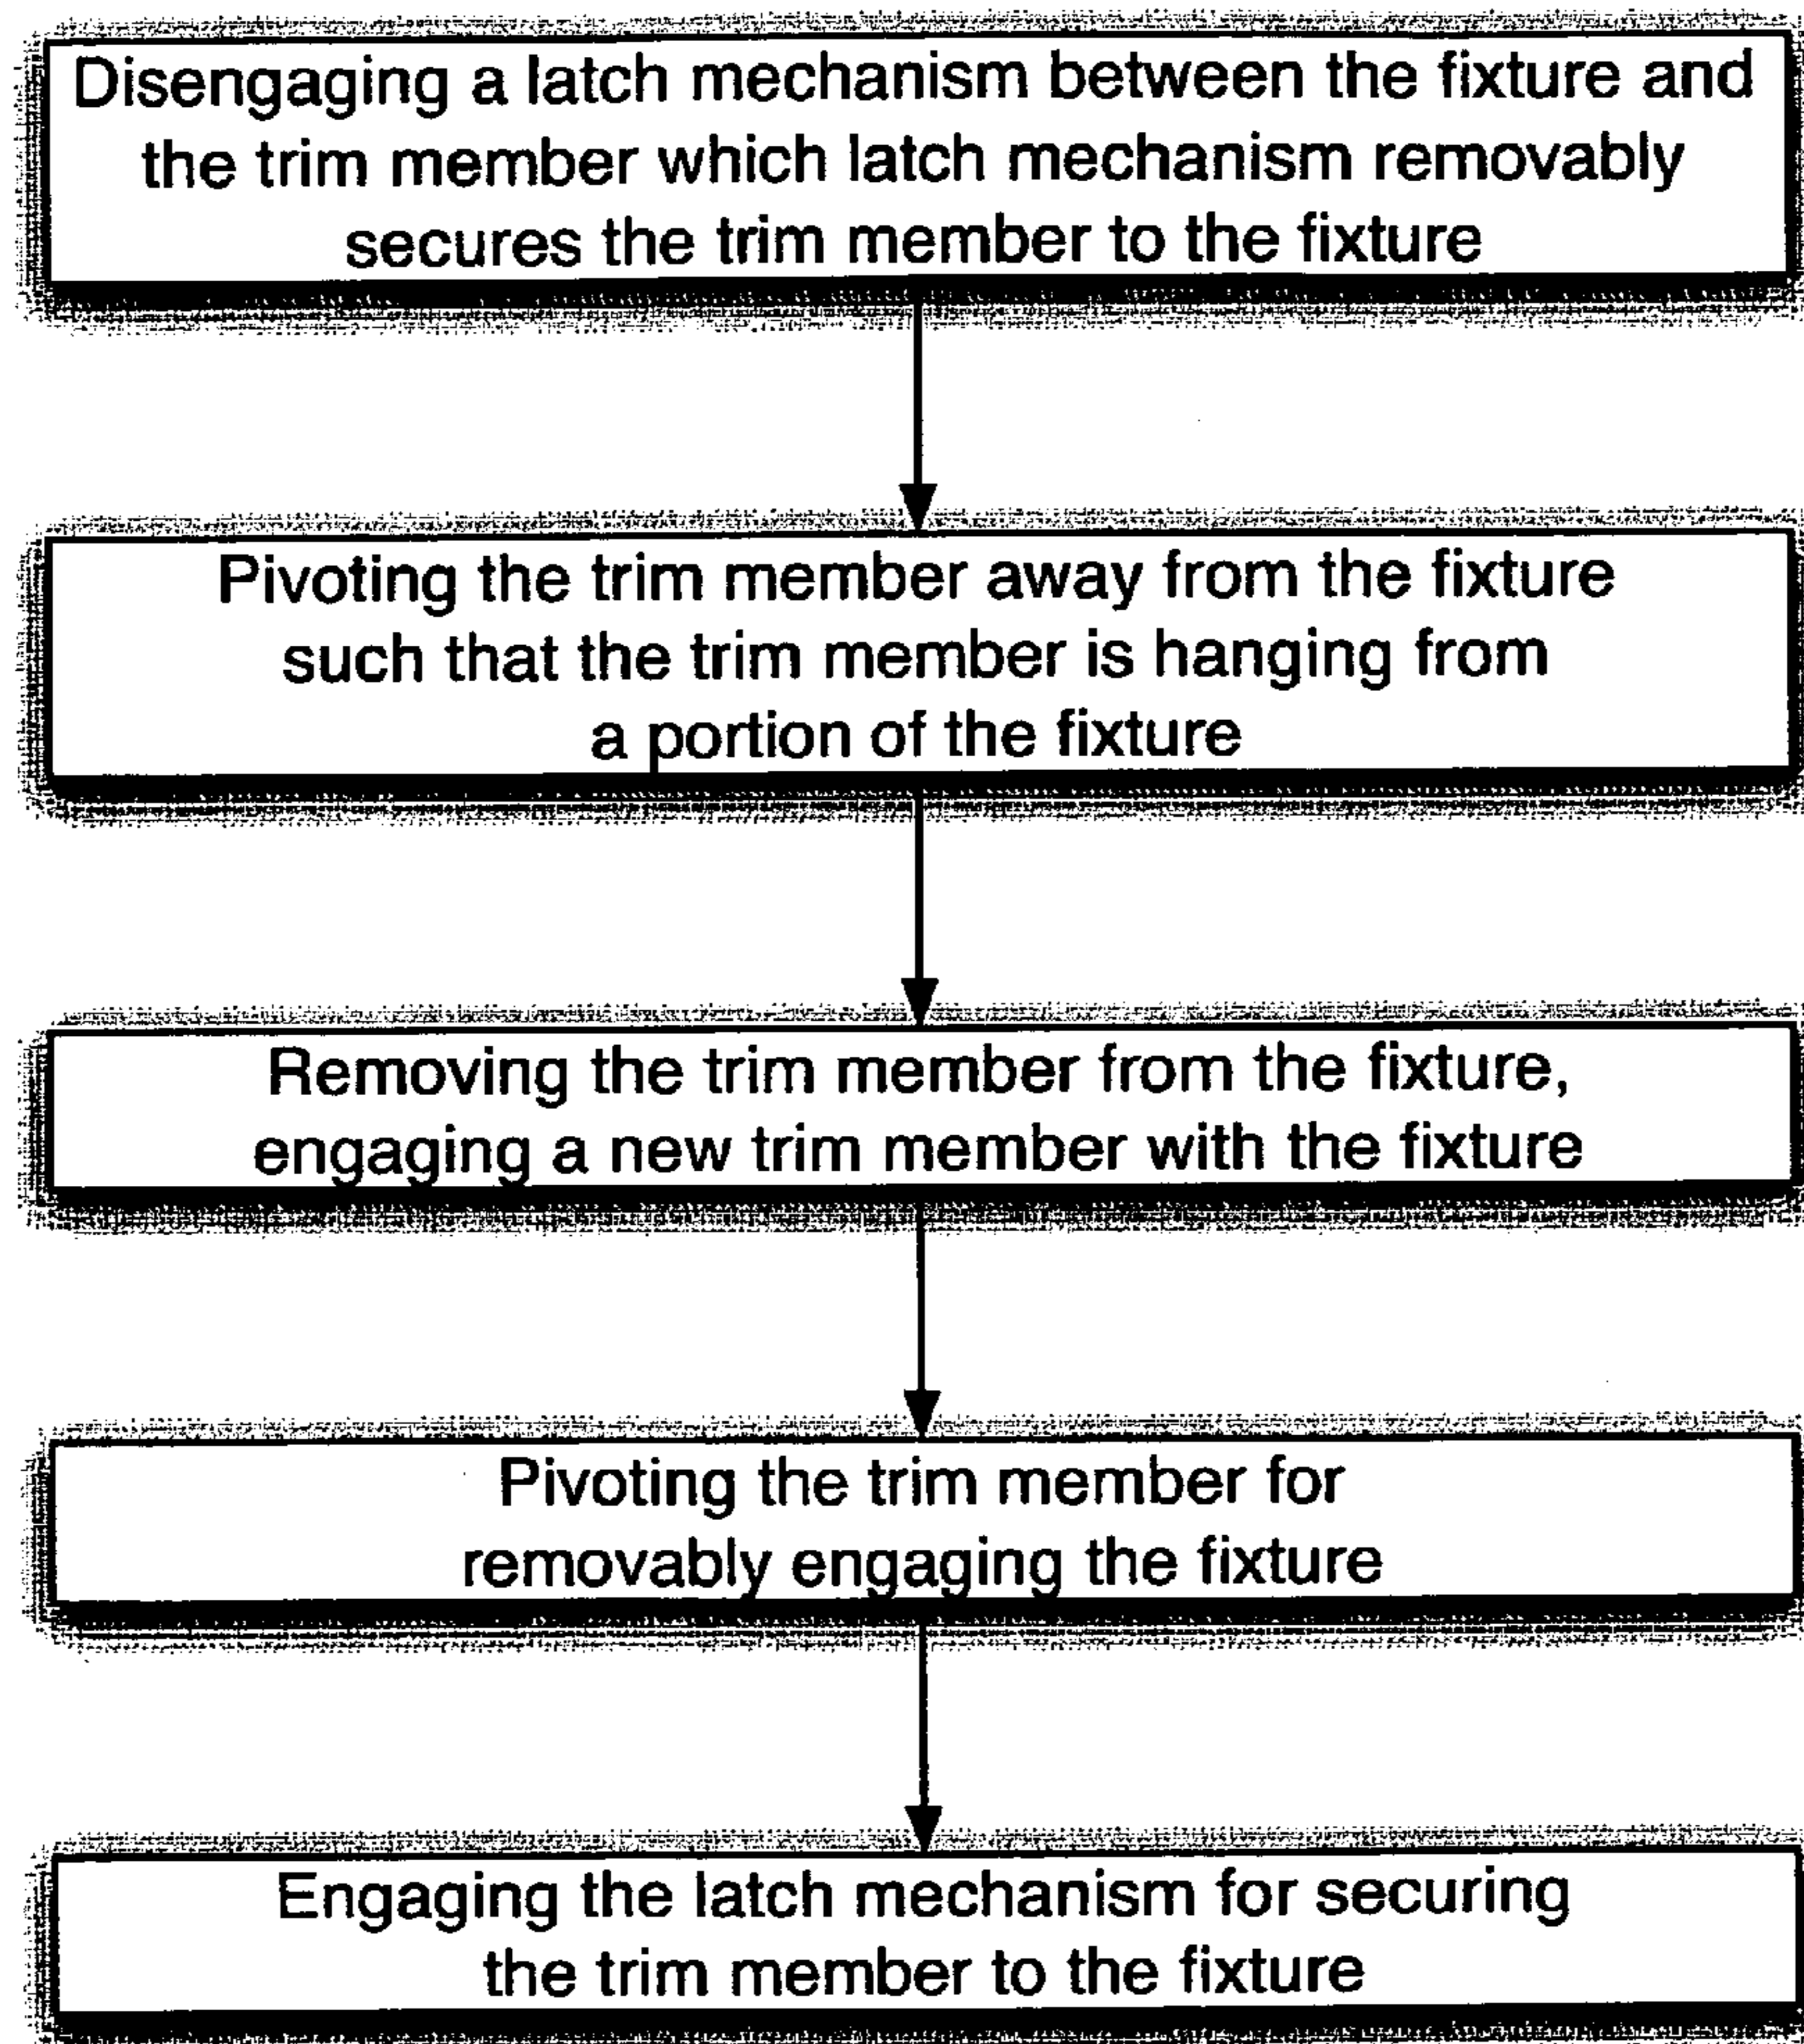 Disengaging a latch mechanism between the fixture and
the trim member which latch mechanism removably
secures the trim member to the fixture
Pivoting the trim member away from the fixture
such that the trim member is hanging from
a portion of the fixture
Removing the trim member from the fixture,
engaging a new trim member with the fixture
Pivoting the trim member for
removably engaging the fixture
Engaging the latch mechanism for securing
the trim member to the fixture